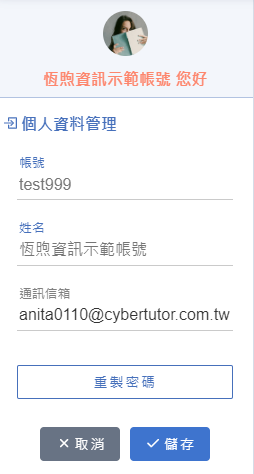 恆煦資訊示範帳號 您好
個人資料管理
帳號
test999
姓名
恆煦資訊示範帳號
通訊信箱
anita0110@cybertutor.com.tw
重製密碼
取消
儲存